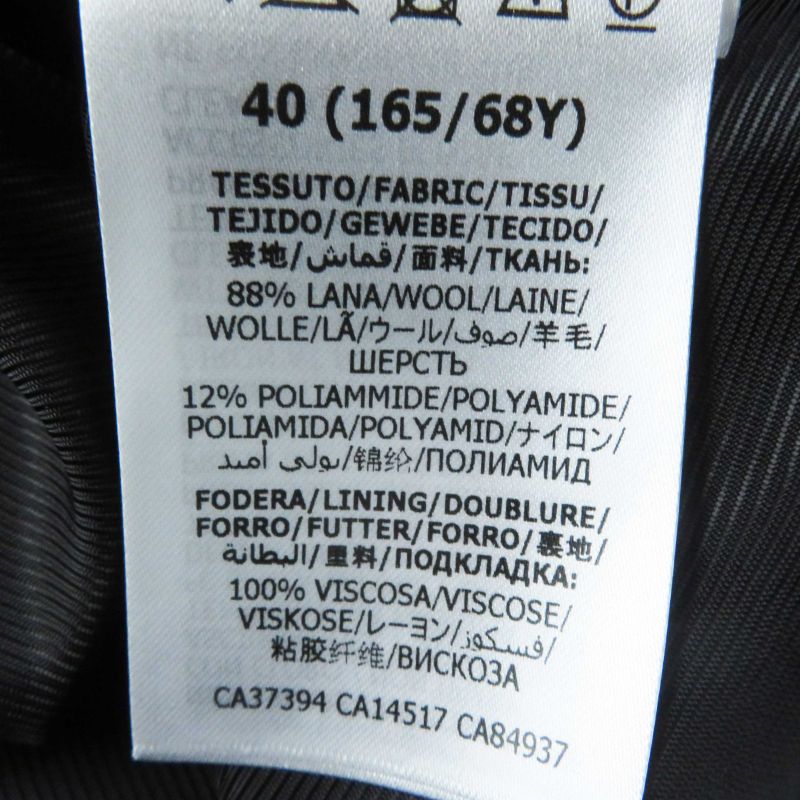 40 (165/68Y)
TESSUTO/FABRIC/TISSU/
TEJIDO/GEWEBE/TECIDO/
表地/قماش/面料/ТКАНЬ:
88% LANA/WOOL/LAINE/
WOLLE/LÃ/ウール/صوف/羊毛/
ШЕРСТЬ
12% POLIAMMIDE/POLYAMIDE/
POLIAMIDA/POLYAMID/ナイロン/
بولي أميد/锦纶/ПОЛИАМИД
FODERA/LINING/DOUBLURE/
FORRO/FUTTER/FORRO/裏地/
البطانة/里料/ПОДКЛАДКА:
100% VISCOSA/VISCOSE/
VISKOSE/レーヨン/فسكوز/
粘胶纤维/ВИСКОЗА
CA37394 CA14517 CA84937